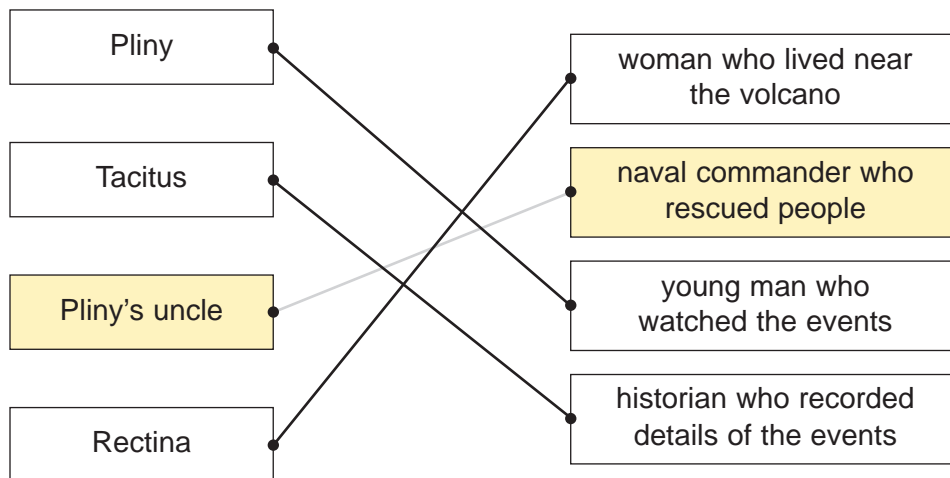 Pliny
Tacitus
Pliny’s uncle
Rectina
woman who lived near
the volcano
naval commander who
rescued people
young man who
watched the events
historian who recorded
details of the events